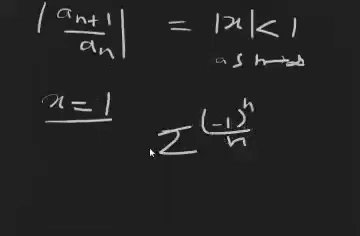 |aₙ₊₁/aₙ| = |x| < 1
as n→∞
x = 1
Σ (-1)ⁿ/n